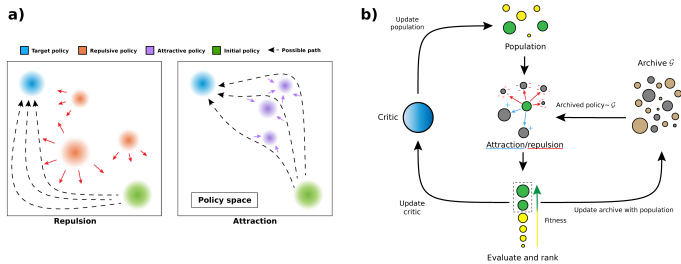 a)
Target policy
Repulsive policy
Attractive policy
Initial policy
- Possible path
Policy space
Repulsion
Attraction
b)
Update
population
Population
Archive 𝒢
Critic
Archived policy~ 𝒢
Attraction/repulsion
Update
critic
Fitness
Update archive with population
Evaluate and rank